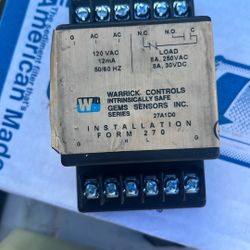 G AC AC N.O. N.C. C
120 VAC
12mA
50/60 HZ
LOAD
5A, 250VAC
5A, 30VDC
W
WARRICK CONTROLS
INTRINSICALLY SAFE
GEMS SENSORS INC.
SERIES 27A1D0
INSTALLATION
FORM 270
G H L G
American Made